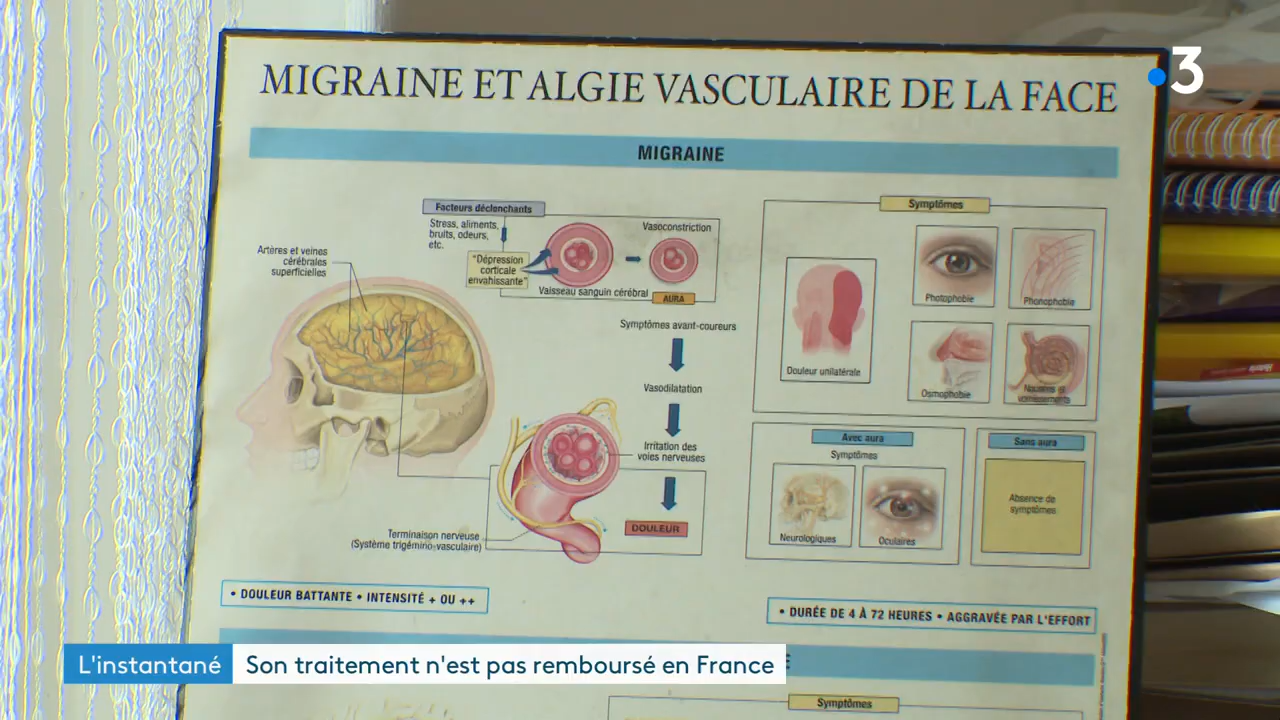 MIGRAINE ET ALGIE VASCULAIRE DE LA FACE
3
MIGRAINE
Facteurs déclenchants
Stress, aliments,
bruits, odeurs,
etc.
"Dépression
corticale
envahissante"
Vasoconstriction
Vaisseau sanguin cérébral
AURA
Artères et veines
cérébrales
superficielles
Symptômes avant-coureurs
Vasodilatation
Irritation des
voies nerveuses
DOULEUR
Terminaison nerveuse
(Système trigémino-vasculaire)
Symptômes
Douleur unilatérale
Photophobie
Phonophobie
Osmophobie
Nausées et
vomissements
Avec aura
Symptômes
Neurologiques
Oculaires
Sans aura
Absence de
symptômes
• DOULEUR BATTANTE • INTENSITÉ + OU ++
• DURÉE DE 4 À 72 HEURES • AGGRAVÉE PAR L'EFFORT
L'instantané
Son traitement n'est pas remboursé en France
E
Symptômes